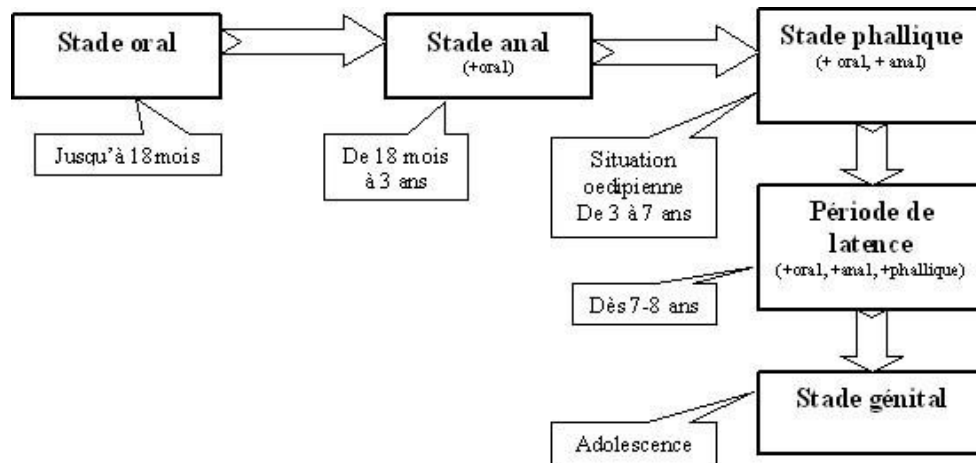 Stade oral
Jusqu'à 18 mois
Stade anal
(+oral)
De 18 mois
à 3 ans
Stade phallique
(+ oral, + anal)
Situation
oedipienne
De 3 à 7 ans
Période de
latence
(+oral, +anal, +phallique)
Dès 7-8 ans
Stade génital
Adolescence